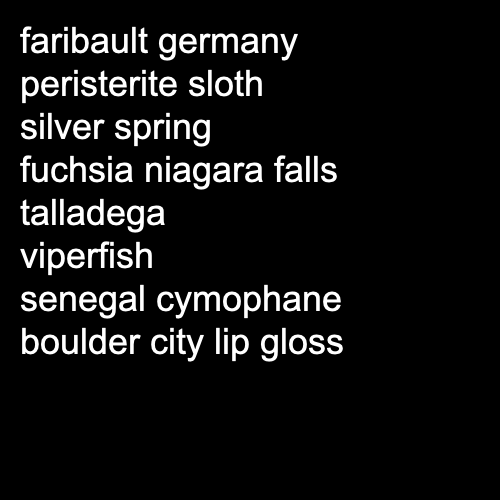 faribault germany
peristerite sloth
silver spring
fuchsia niagara falls
talladega
viperfish
senegal cymophane
boulder city lip gloss